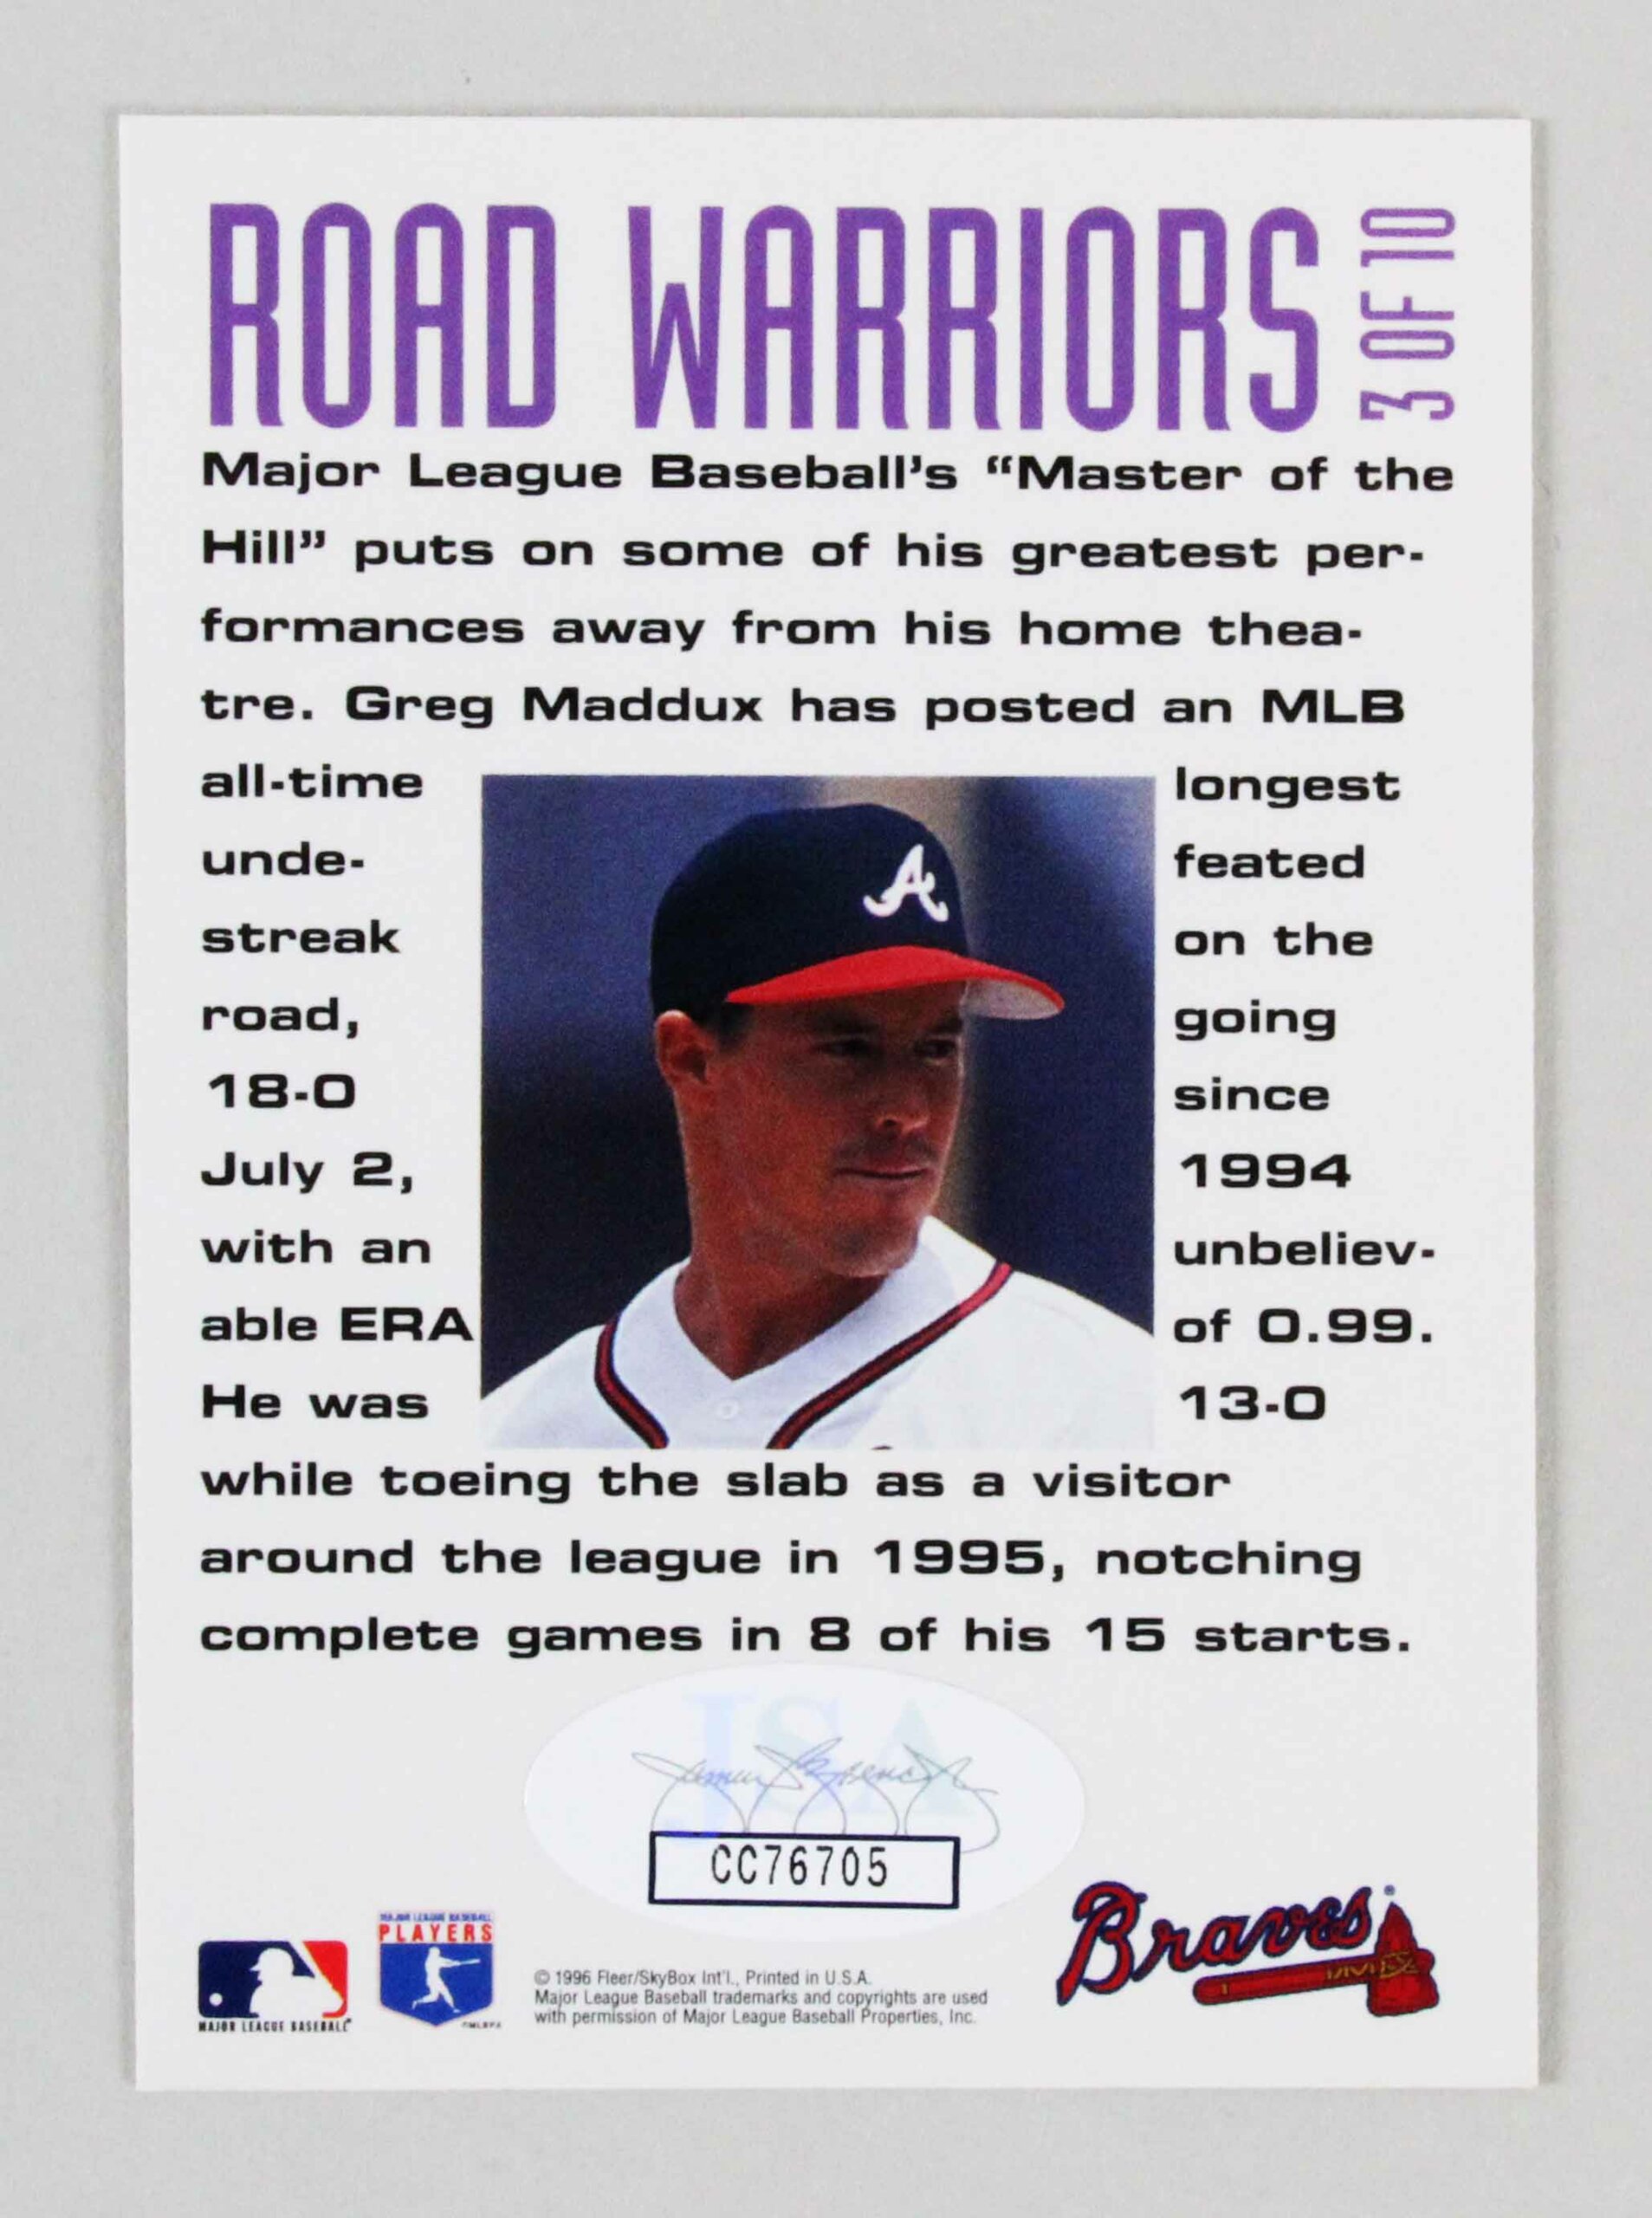 ROAD WARRIORS
3 OF 10
Major League Baseball's “Master of the
Hill” puts on some of his greatest per-
formances away from his home thea-
tre. Greg Maddux has posted an MLB
all-time longest
unde- feated
streak on the
road, going
18-0 since
July 2, 1994
with an unbeliev-
able ERA of 0.99.
He was 13-0
while toeing the slab as a visitor
around the league in 1995, notching
complete games in 8 of his 15 starts.
JSA
CC76705
A
MAJOR LEAGUE BASEBALL
MAJOR LEAGUE BASEBALL
PLAYERS
©MLBPA
© 1996 Fleer/SkyBox Int'l., Printed in U.S.A.
Major League Baseball trademarks and copyrights are used
with permission of Major League Baseball Properties, Inc.
Braves